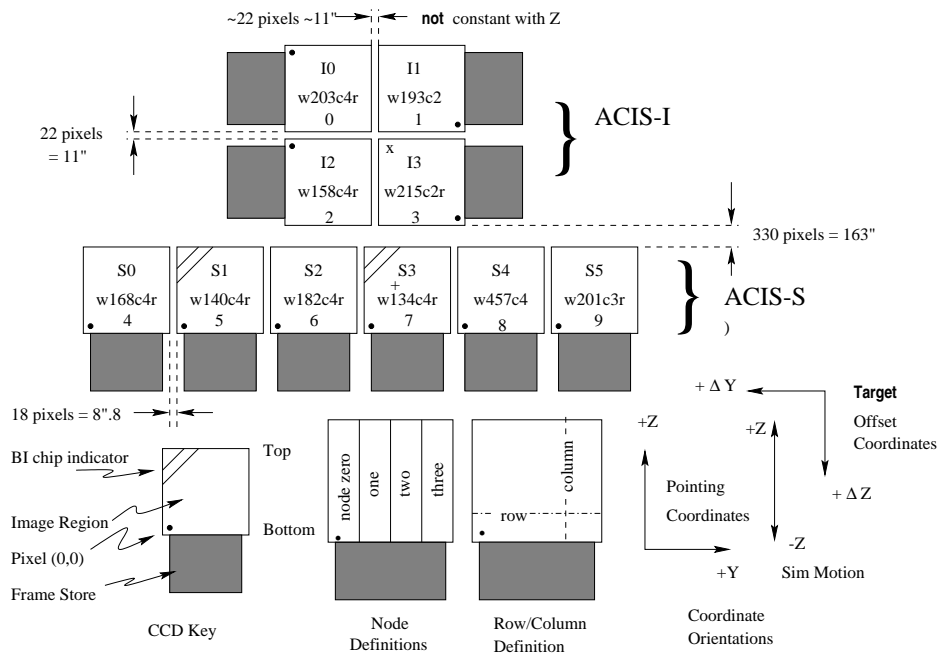 ~22 pixels ~11" not constant with Z
I0 I1
w203c4r w193c2
0 1
ACIS-I
22 pixels
= 11"
x
I2 I3
w158c4r w215c2r
2 3
330 pixels = 163"
S0 S1 S2 S3 S4 S5
+
w168c4r w140c4r w182c4r w134c4r w457c4 w201c3r
4 5 6 7 8 9
ACIS-S
)
18 pixels = 8".8
+ Δ Y
Target
Offset
Coordinates
+Z
+Z
+ Δ Z
Pointing
Coordinates
-Z
+Y
Sim Motion
Coordinate
Orientations
BI chip indicator
Top
Image Region
Bottom
Pixel (0,0)
Frame Store
CCD Key
node zero
one
two
three
Node
Definitions
column
row
Row/Column
Definition